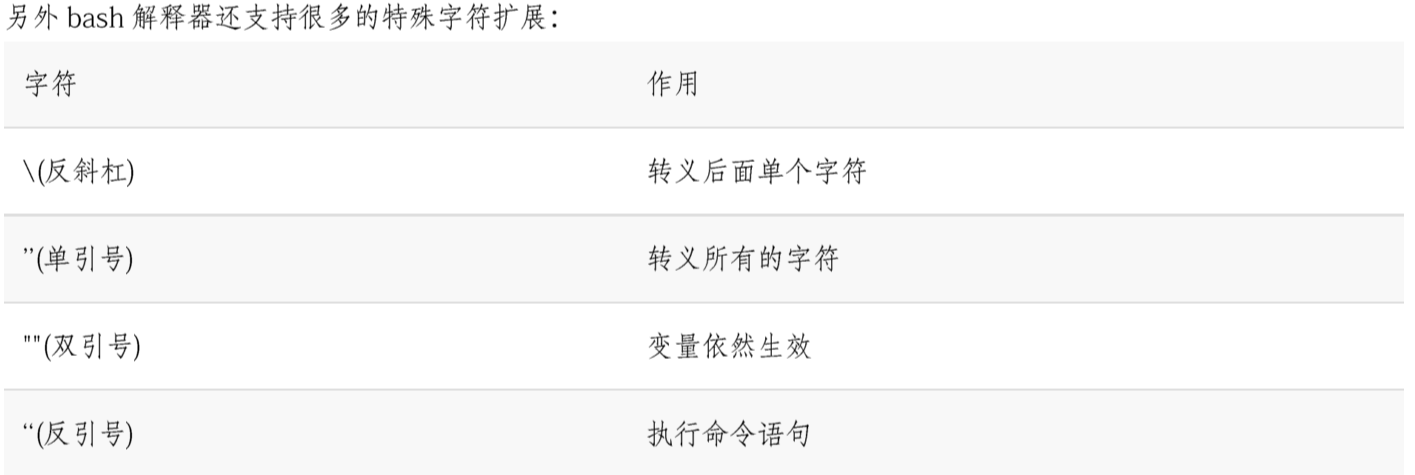 另外 bash 解释器还支持很多的特殊字符扩展：
字符 作用
\(反斜杠) 转义后面单个字符
”(单引号) 转义所有的字符
""(双引号) 变量依然生效
“(反引号) 执行命令语句